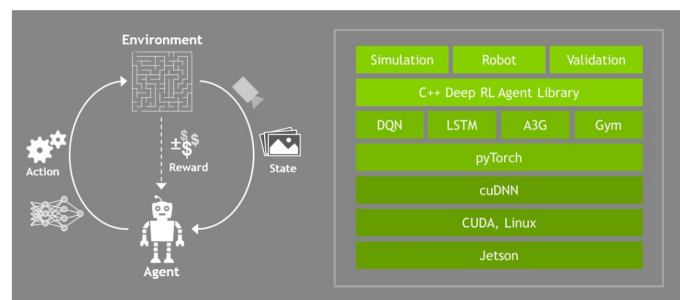 Environment
±$$$
Reward
Action
State
Agent
Simulation
Robot
Validation
C++ Deep RL Agent Library
DQN
LSTM
A3G
Gym
pyTorch
cuDNN
CUDA, Linux
Jetson